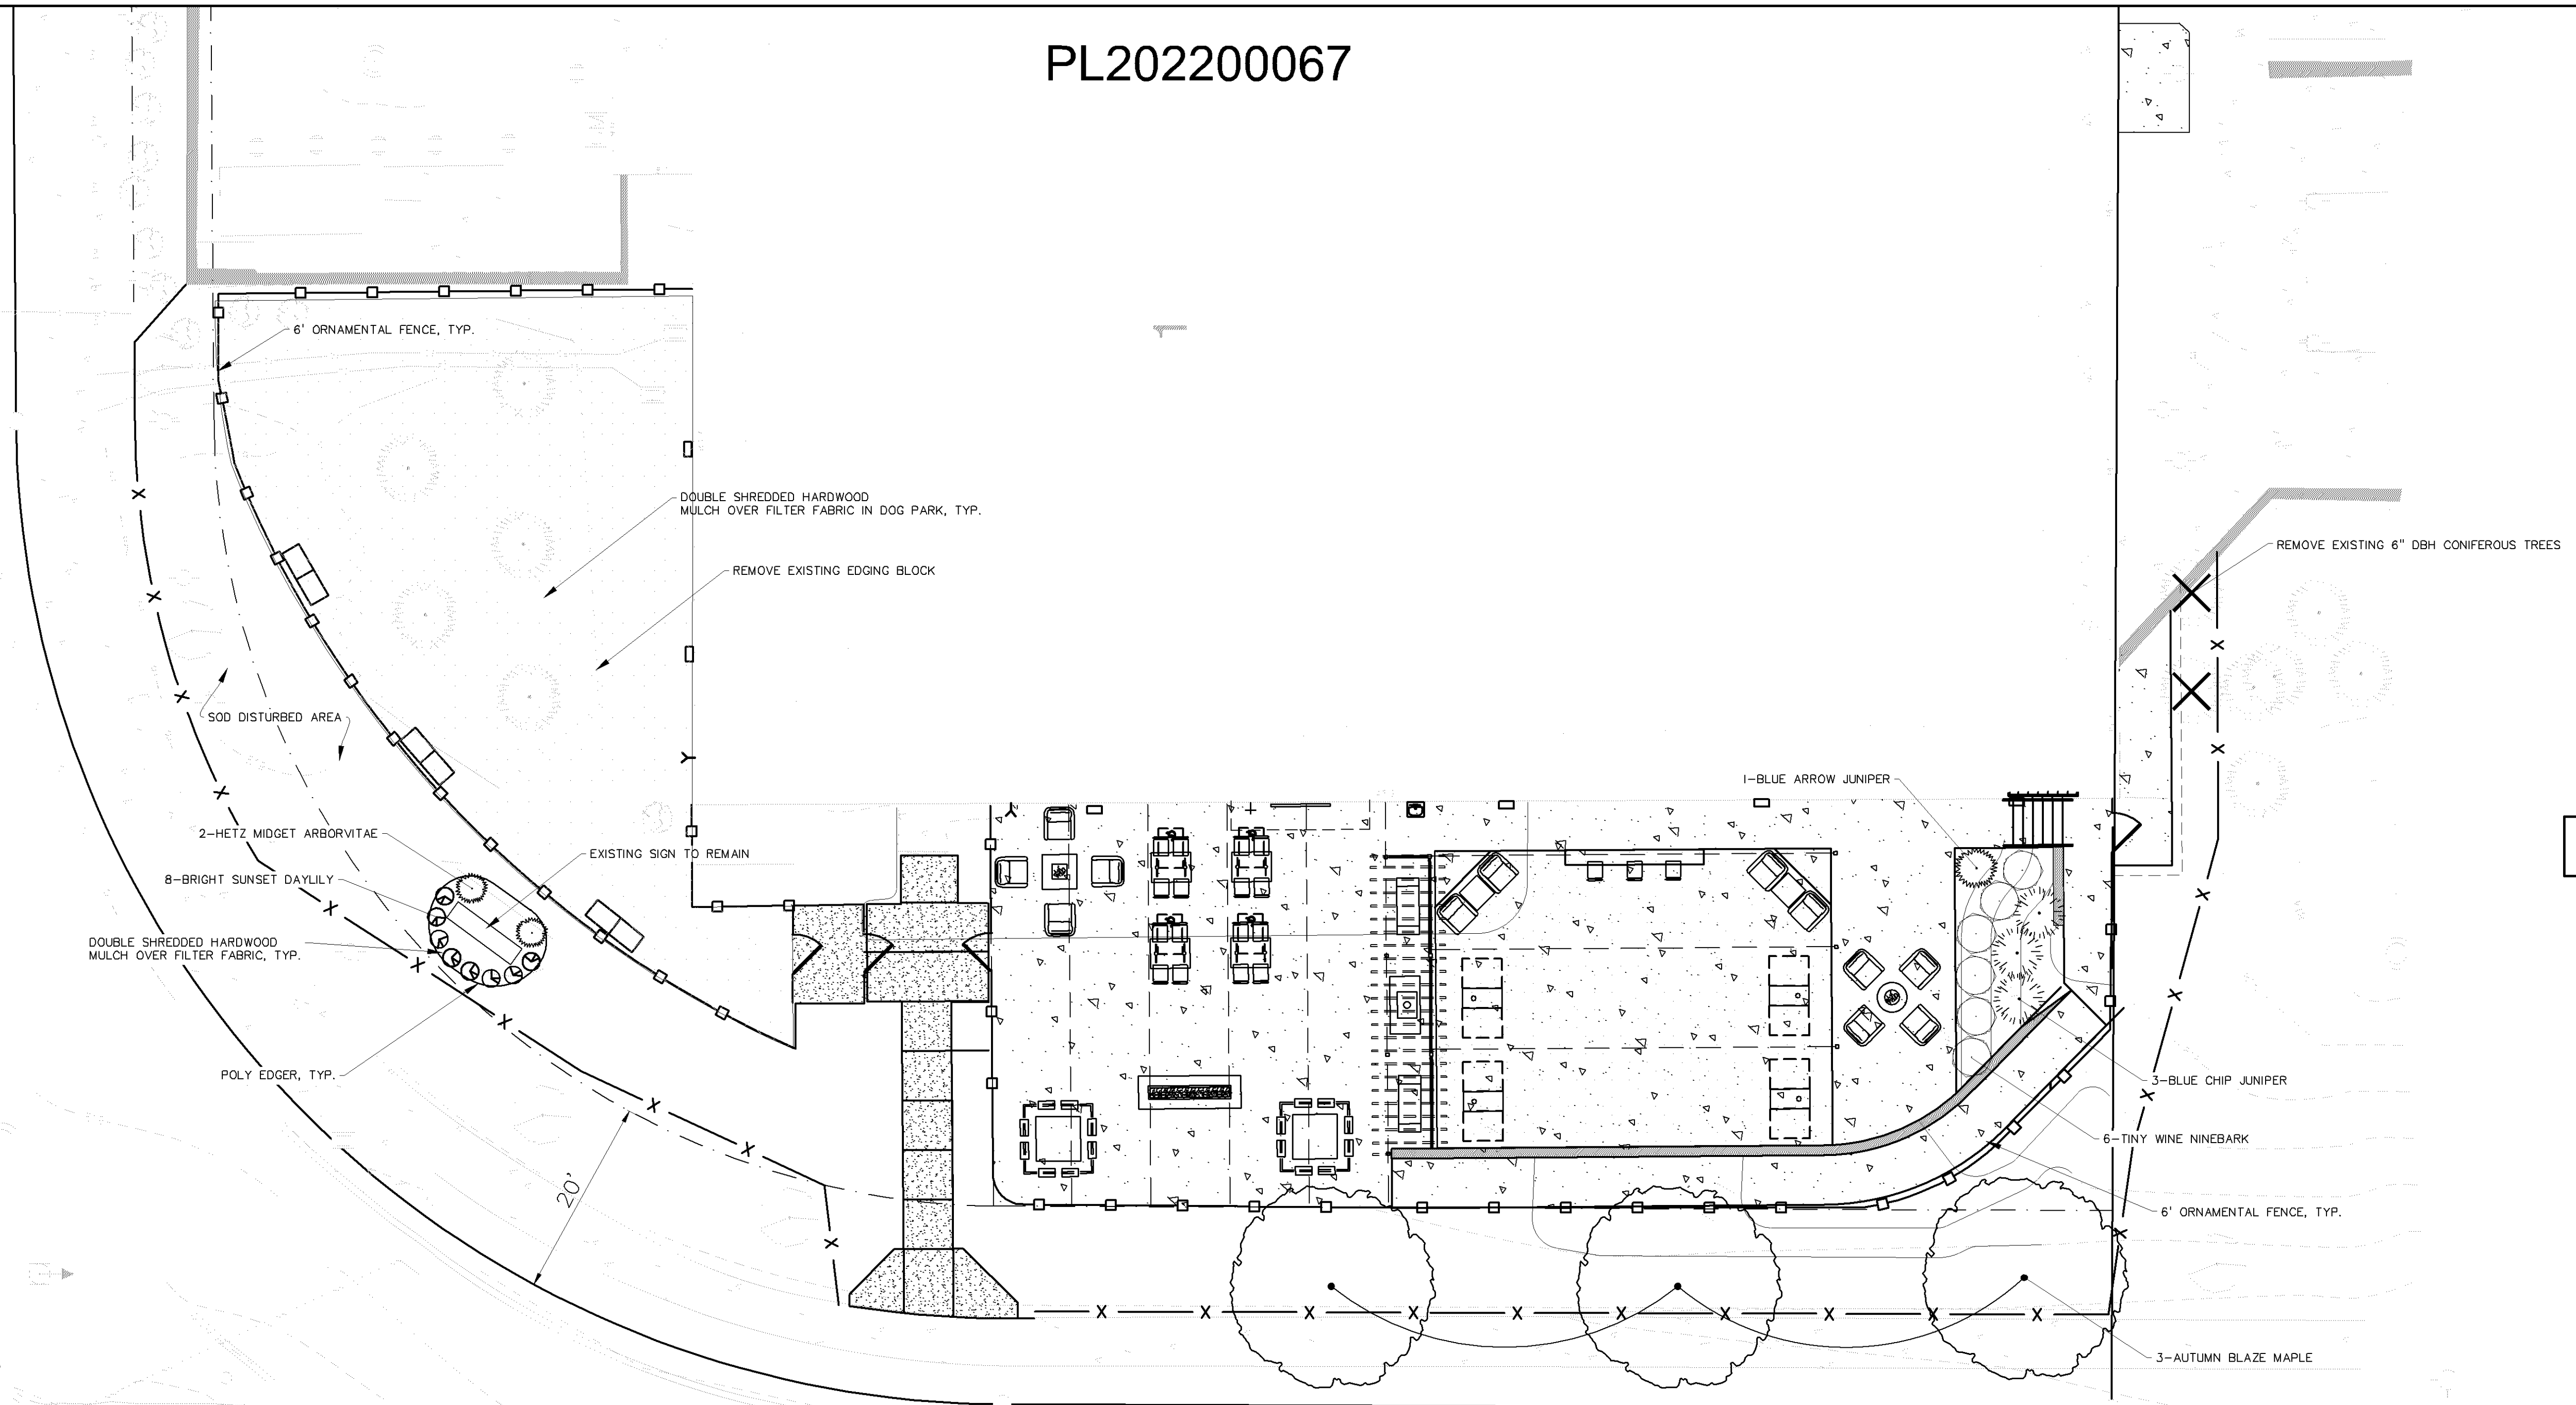 PL202200067
6' ORNAMENTAL FENCE, TYP.
DOUBLE SHREDDED HARDWOOD
MULCH OVER FILTER FABRIC IN DOG PARK, TYP.
REMOVE EXISTING EDGING BLOCK
REMOVE EXISTING 6" DBH CONIFEROUS TREES
SOD DISTURBED AREA
1-BLUE ARROW JUNIPER
2-HETZ MIDGET ARBORVITAE
EXISTING SIGN TO REMAIN
8-BRIGHT SUNSET DAYLILY
DOUBLE SHREDDED HARDWOOD
MULCH OVER FILTER FABRIC, TYP.
POLY EDGER, TYP.
3-BLUE CHIP JUNIPER
6-TINY WINE NINEBARK
20'
6' ORNAMENTAL FENCE, TYP.
3-AUTUMN BLAZE MAPLE